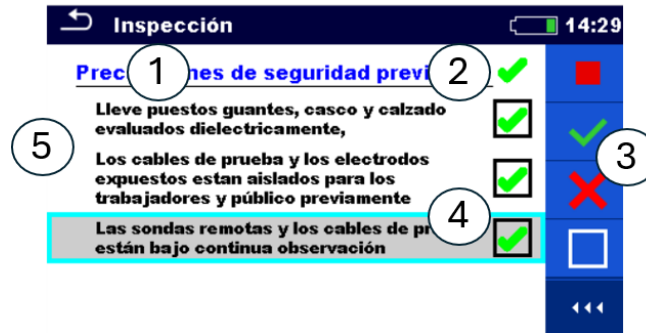 Inspección 14:29
1 2
Prec nes de seguridad previ
Lleve puestos guantes, casco y calzado
evaluados dielectricamente,
5
3
Los cables de prueba y los electrodos
expuestos estan aislados para los
trabajadores y público previamente
4
Las sondas remotas y los cables de pr
están bajo continua observación